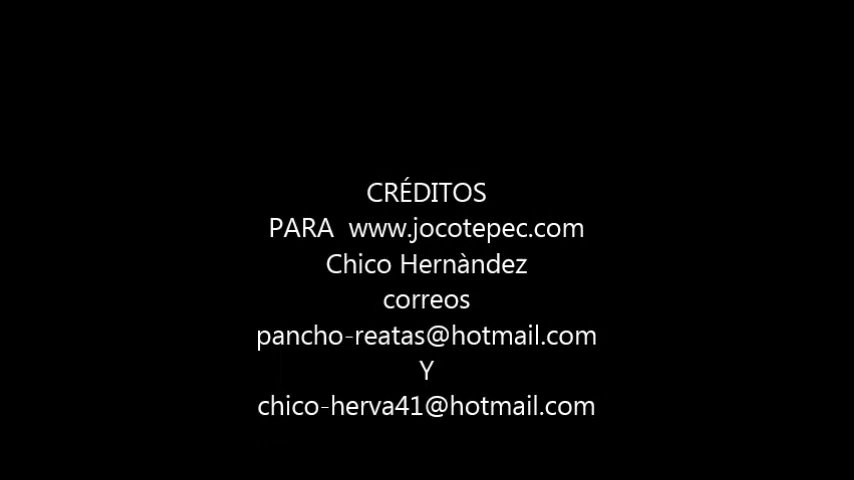 CRÉDITOS
PARA  www.jocotepec.com
Chico Hernàndez
correos
pancho-reatas@hotmail.com
Y
chico-herva41@hotmail.com